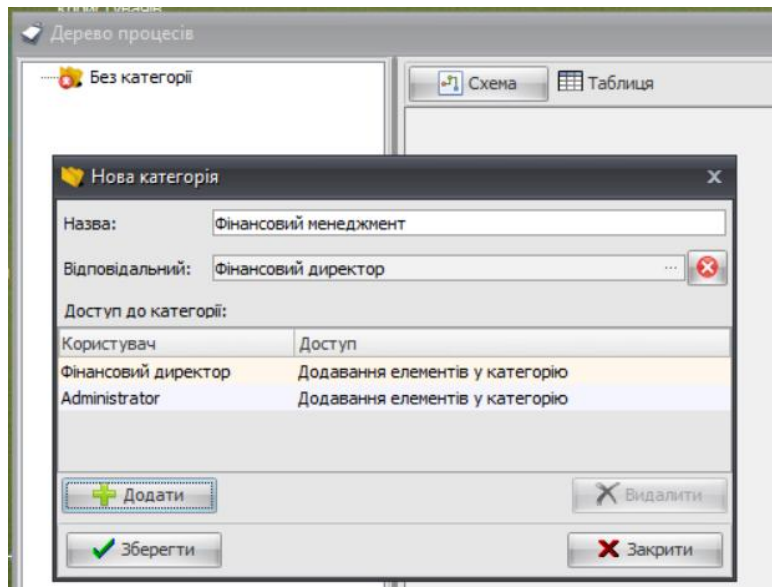 Дерево процесів
Без категорії
Схема
Таблиця
Нова категорія
Назва: Фінансовий менеджмент
Відповідальний: Фінансовий директор ...
Доступ до категорії:
Користувач Доступ
Фінансовий директор Додавання елементів у категорію
Administrator Додавання елементів у категорію
Додати
Видалити
Зберегти
Закрити